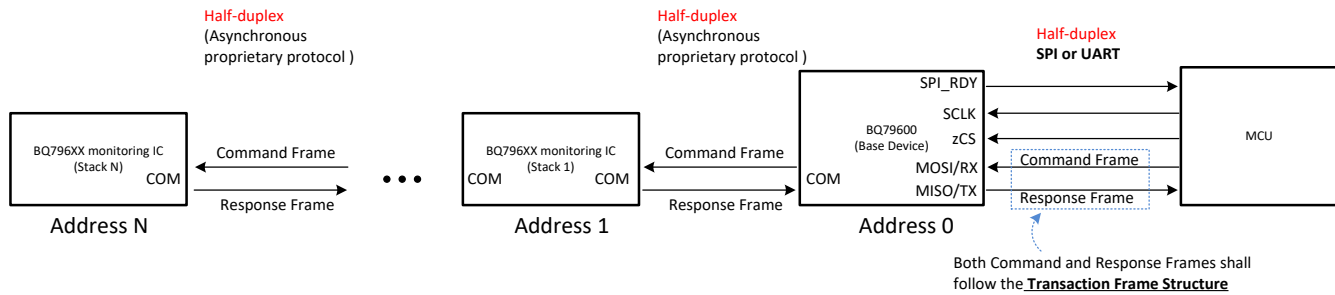 Half-duplex
(Asynchronous
proprietary protocol )
Half-duplex
(Asynchronous
proprietary protocol )
Half-duplex
SPI or UART
BQ796XX monitoring IC
(Stack N)
COM
Address N
Command Frame
Response Frame
BQ796XX monitoring IC
(Stack 1)
COM
COM
Address 1
Command Frame
Response Frame
BQ79600
(Base Device)
COM
SPI_RDY
SCLK
zCS
MOSI/RX
MISO/TX
Address 0
Command Frame
Response Frame
MCU
Both Command and Response Frames shall
follow the Transaction Frame Structure